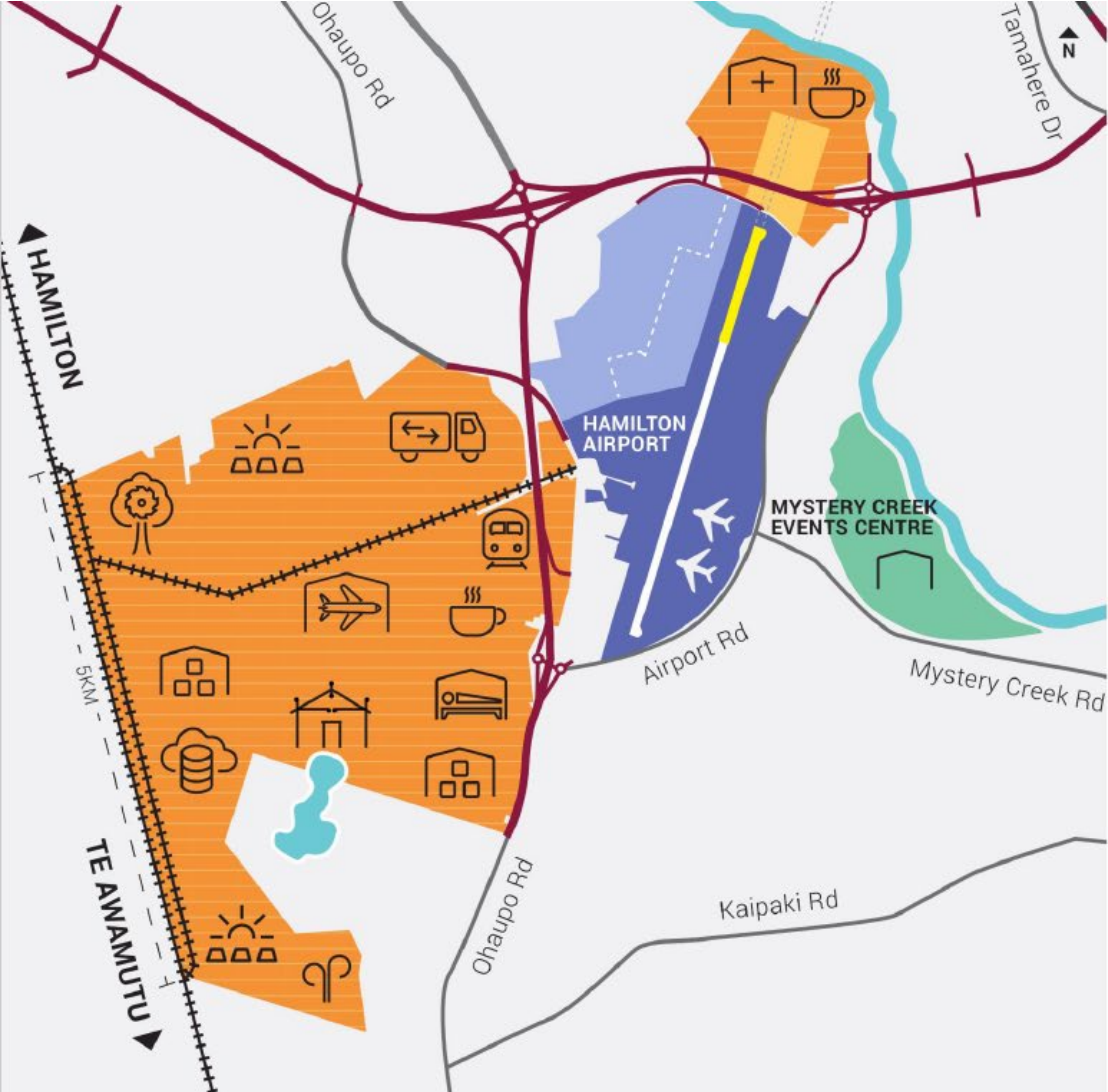 Ohaupo Rd
Tamahere Dr
N
HAMILTON
HAMILTON
AIRPORT
MYSTERY CREEK
EVENTS CENTRE
5KM
Airport Rd
Mystery Creek Rd
TE AWAMUTU
Ohaupo Rd
Kaipaki Rd